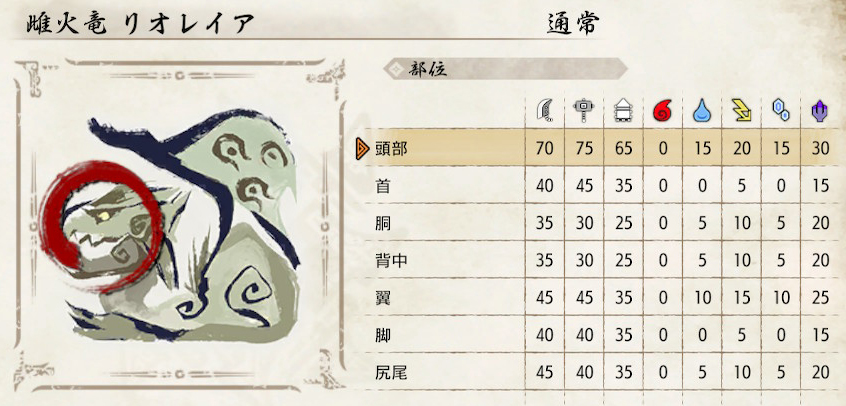 雌火竜 リオレイア
通常
部位
頭部 70 75 65 0 15 20 15 30
首 40 45 35 0 0 5 0 15
胴 35 30 25 0 5 10 5 20
背中 35 30 25 0 5 10 5 20
翼 45 45 35 0 10 15 10 25
脚 40 40 35 0 0 5 0 15
尻尾 45 40 35 0 5 10 5 20